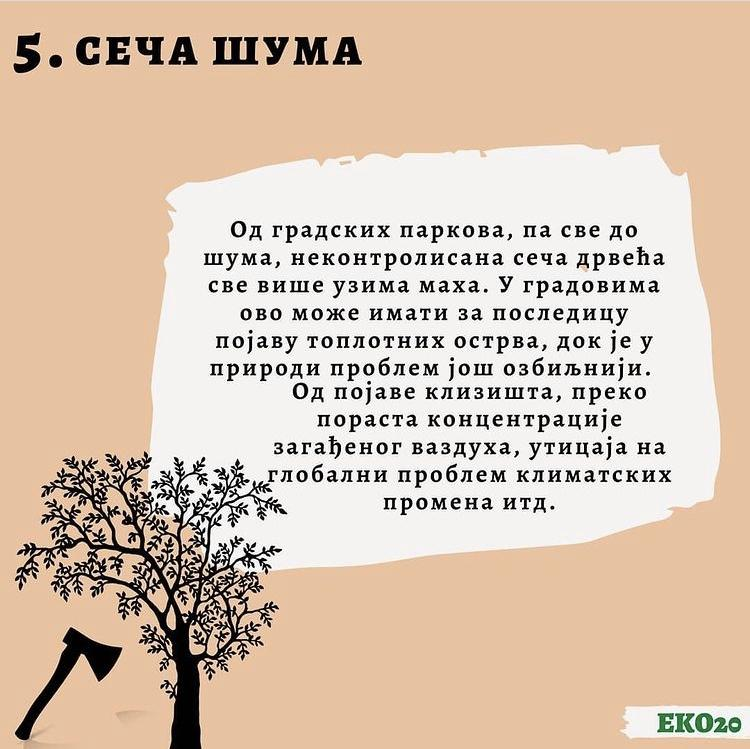 5. СЕЧА ШУМА
Од градских паркова, па све до
шума, неконтролисана сеча дрвећа
све више узима маха. У градовима
ово може имати за последицу
појаву топлотних острва, док је у
природи проблем још озбиљнији.
Од појаве клизишта, преко
пораста концентрације
загађеног ваздуха, утицаја на
глобални проблем климатских
промена итд.
ЕКО20